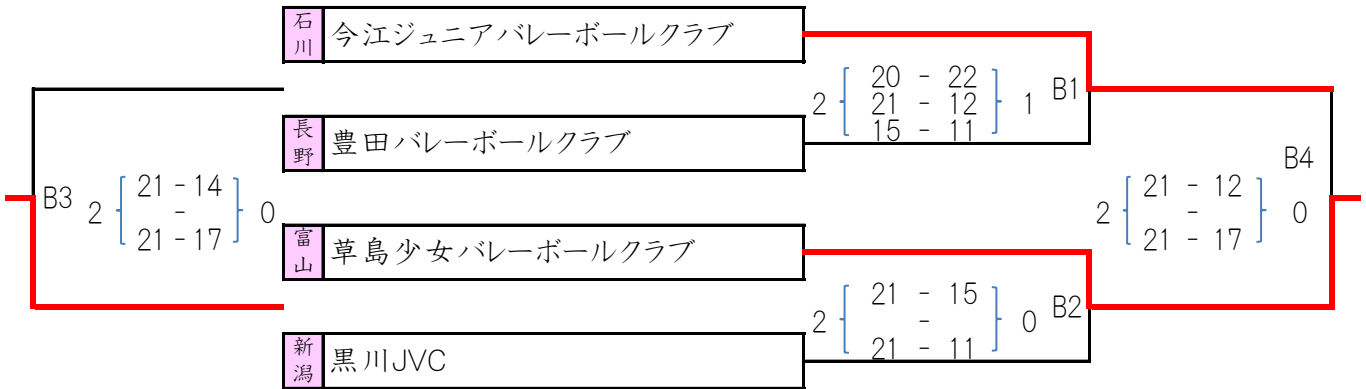 石川 今江ジュニアバレーボールクラブ
20 - 22
2 21 - 12 1 B1
15 - 11
長野 豊田バレーボールクラブ
B4
B3 2 21 - 14 0
-
21 - 17
2 21 - 12 0
-
21 - 17
富山 草島少女バレーボールクラブ
21 - 15
2 - 0 B2
21 - 11
新潟 黒川JVC